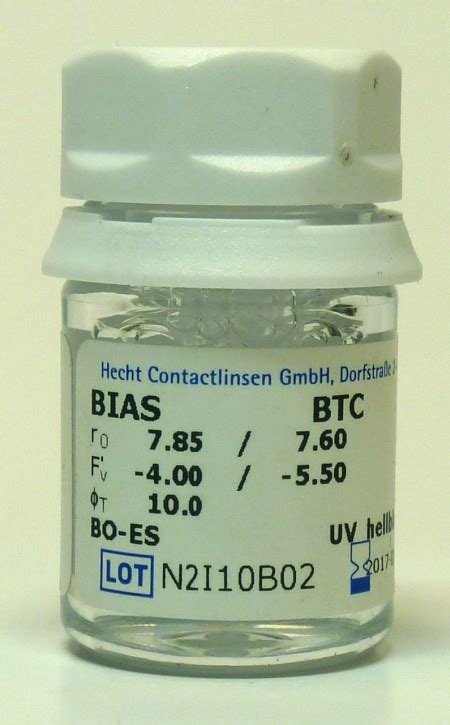 Hecht Contactlinsen GmbH, Dorfstraße
BIAS BTC
r₀ 7.85 / 7.60
F'ᵥ -4.00 / -5.50
ϕT 10.0
BO-ES UV
LOT N2I10B02 2017-